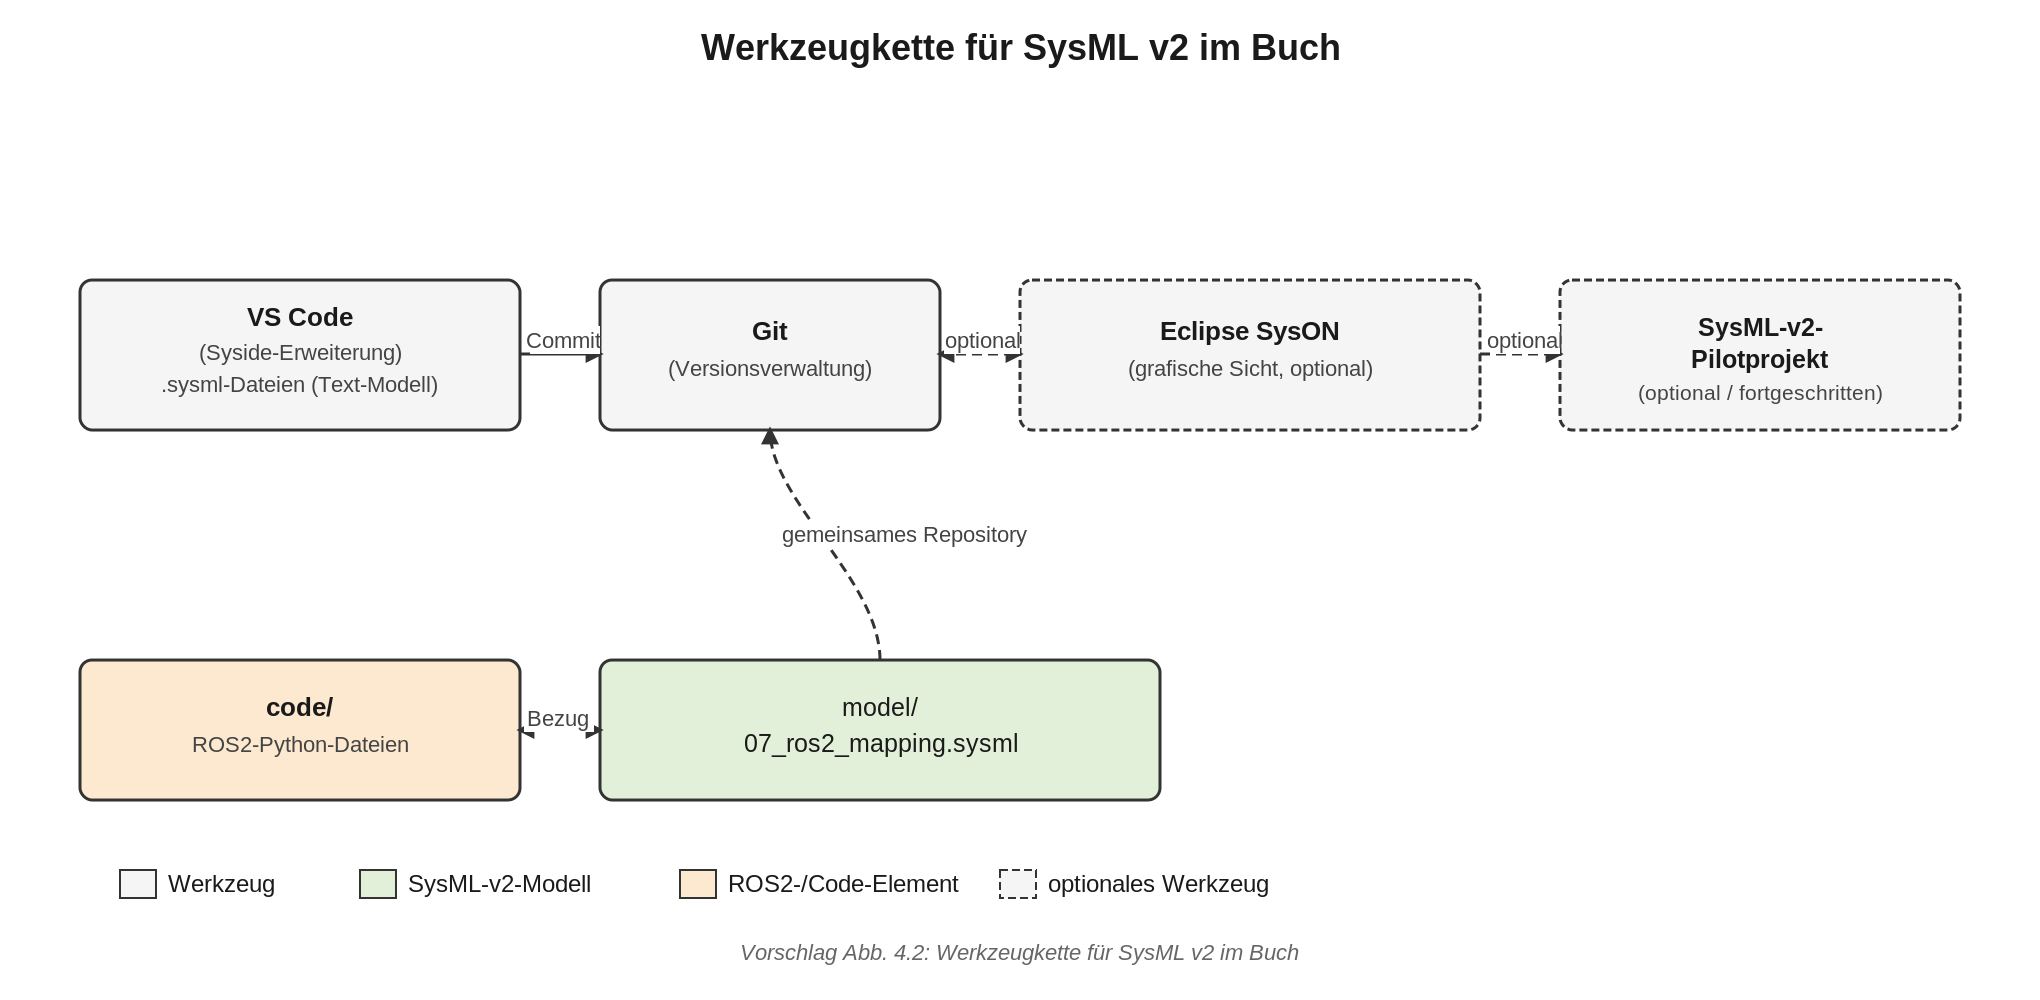 Werkzeugkette für SysML v2 im Buch
VS Code
(Syside-Erweiterung)
.sysml-Dateien (Text-Modell)
Commit
Git
(Versionsverwaltung)
optional
Eclipse SysON
(grafische Sicht, optional)
optional
SysML-v2-
Pilotprojekt
(optional / fortgeschritten)
gemeinsames Repository
code/
ROS2-Python-Dateien
Bezug
model/
07_ros2_mapping.sysml
Werkzeug
SysML-v2-Modell
ROS2-/Code-Element
optionales Werkzeug
Vorschlag Abb. 4.2: Werkzeugkette für SysML v2 im Buch